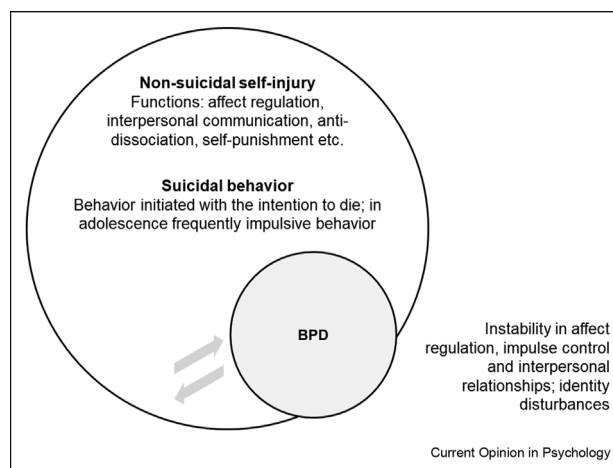 Non-suicidal self-injury
Functions: affect regulation,
interpersonal communication, anti-
dissociation, self-punishment etc.
Suicidal behavior
Behavior initiated with the intention to die; in
adolescence frequently impulsive behavior
BPD
Instability in affect
regulation, impulse control
and interpersonal
relationships; identity
disturbances
Current Opinion in Psychology